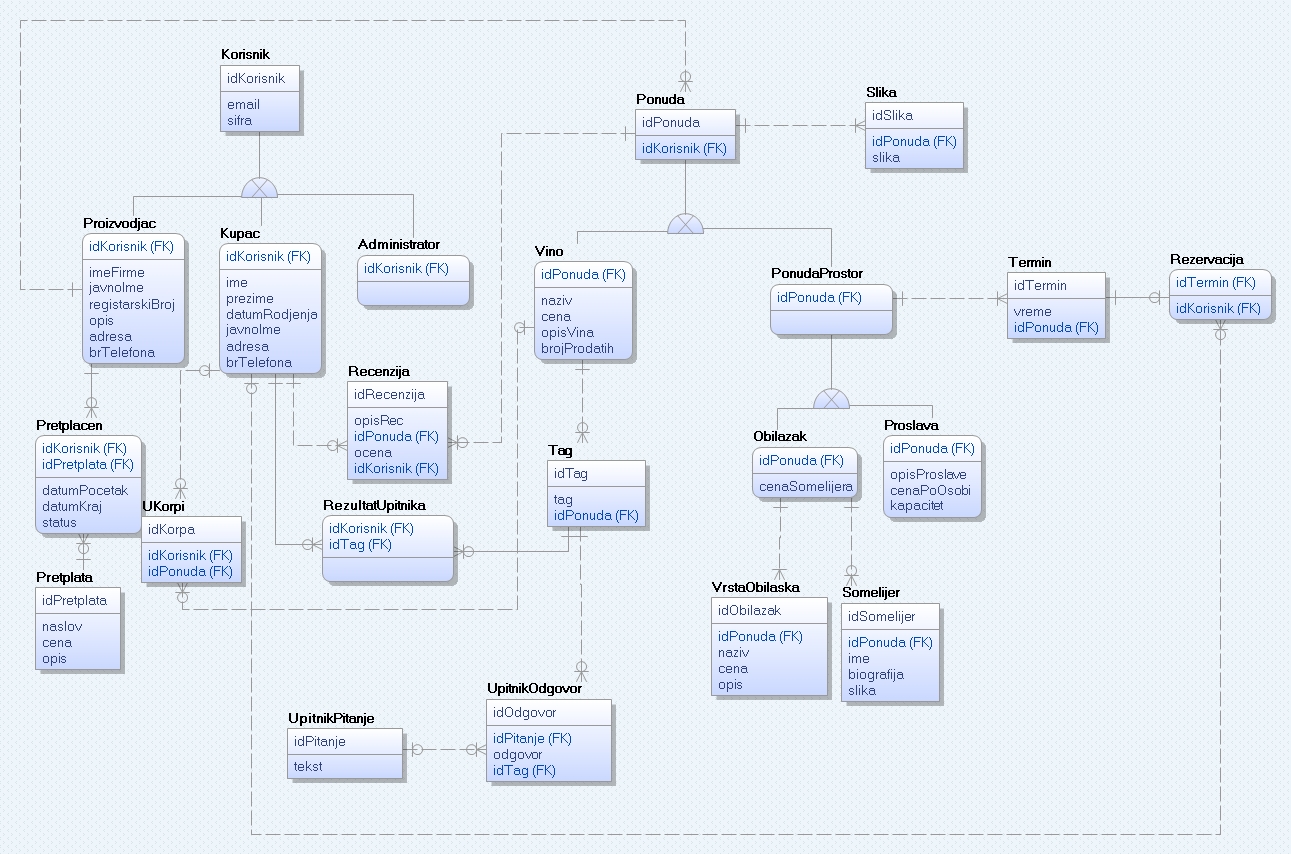 Korisnik
idKorisnik
email
sifra
Ponuda
idPonuda
idKorisnik (FK)
Slika
idSlika
idPonuda (FK)
slika
Proizvodjac
idKorisnik (FK)
imeFirme
javnoIme
registarskiBroj
opis
adresa
brTelefona
Kupac
idKorisnik (FK)
ime
prezime
datumRodjenja
javnoIme
adresa
brTelefona
Administrator
idKorisnik (FK)
Vino
idPonuda (FK)
naziv
cena
opisVina
brojProdatih
PonudaProstor
idPonuda (FK)
Termin
idTermin
vreme
idPonuda (FK)
Rezervacija
idTermin (FK)
idKorisnik (FK)
Recenzija
idRecenzija
opisRec
idPonuda (FK)
ocena
idKorisnik (FK)
Pretplacen
idKorisnik (FK)
idPretplata (FK)
datumPocetak
datumKraj
status
UKorpi
idKorpa
idKorisnik (FK)
idPonuda (FK)
RezultatUpitnika
idKorisnik (FK)
idTag (FK)
Tag
idTag
tag
idPonuda (FK)
Obilazak
idPonuda (FK)
cenaSomelijera
Proslava
idPonuda (FK)
opisProslave
cenaPoOsobi
kapacitet
Pretplata
idPretplata
naslov
cena
opis
VrstaObilaska
idObilazak
idPonuda (FK)
naziv
cena
opis
Somelijer
idSomelijer
idPonuda (FK)
ime
biografija
slika
UpitnikPitanje
idPitanje
tekst
UpitnikOdgovor
idOdgovor
idPitanje (FK)
odgovor
idTag (FK)